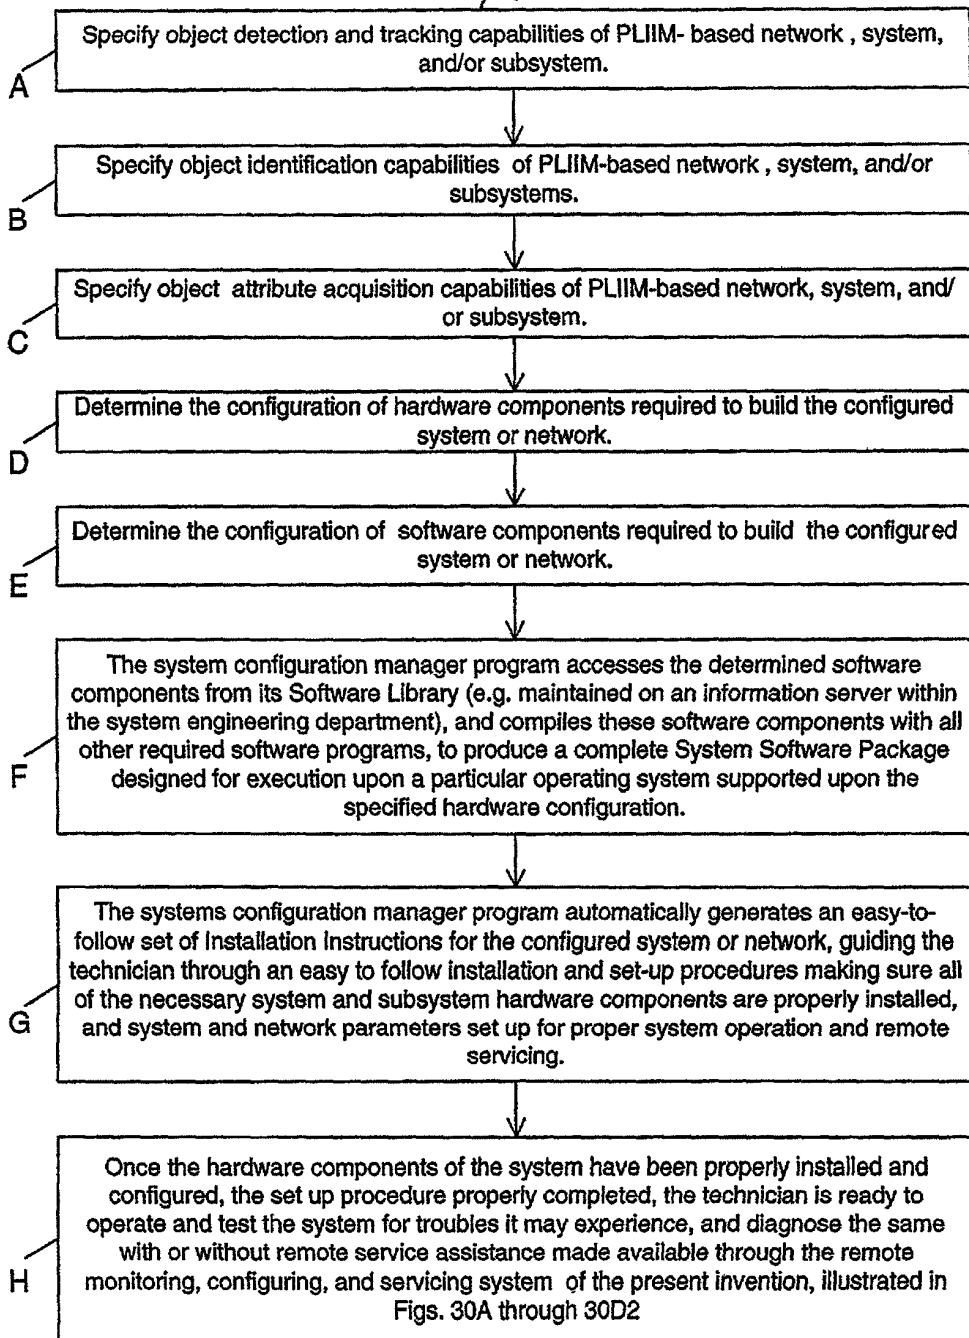 Specify object detection and tracking capabilities of PLIIM- based network , system,
and/or subsystem.
A
Specify object identification capabilities of PLIIM-based network , system, and/or
subsystems.
B
Specify object attribute acquisition capabilities of PLIIM-based network, system, and/
or subsystem.
C
Determine the configuration of hardware components required to build the configured
system or network.
D
Determine the configuration of software components required to build the configured
system or network.
E
The system configuration manager program accesses the determined software
components from its Software Library (e.g. maintained on an information server within
the system engineering department), and compiles these software components with all
other required software programs, to produce a complete System Software Package
designed for execution upon a particular operating system supported upon the
specified hardware configuration.
F
The systems configuration manager program automatically generates an easy-to-
follow set of Installation Instructions for the configured system or network, guiding the
technician through an easy to follow installation and set-up procedures making sure all
of the necessary system and subsystem hardware components are properly installed,
and system and network parameters set up for proper system operation and remote
servicing.
G
Once the hardware components of the system have been properly installed and
configured, the set up procedure properly completed, the technician is ready to
operate and test the system for troubles it may experience, and diagnose the same
with or without remote service assistance made available through the remote
monitoring, configuring, and servicing system of the present invention, illustrated in
Figs. 30A through 30D2
H